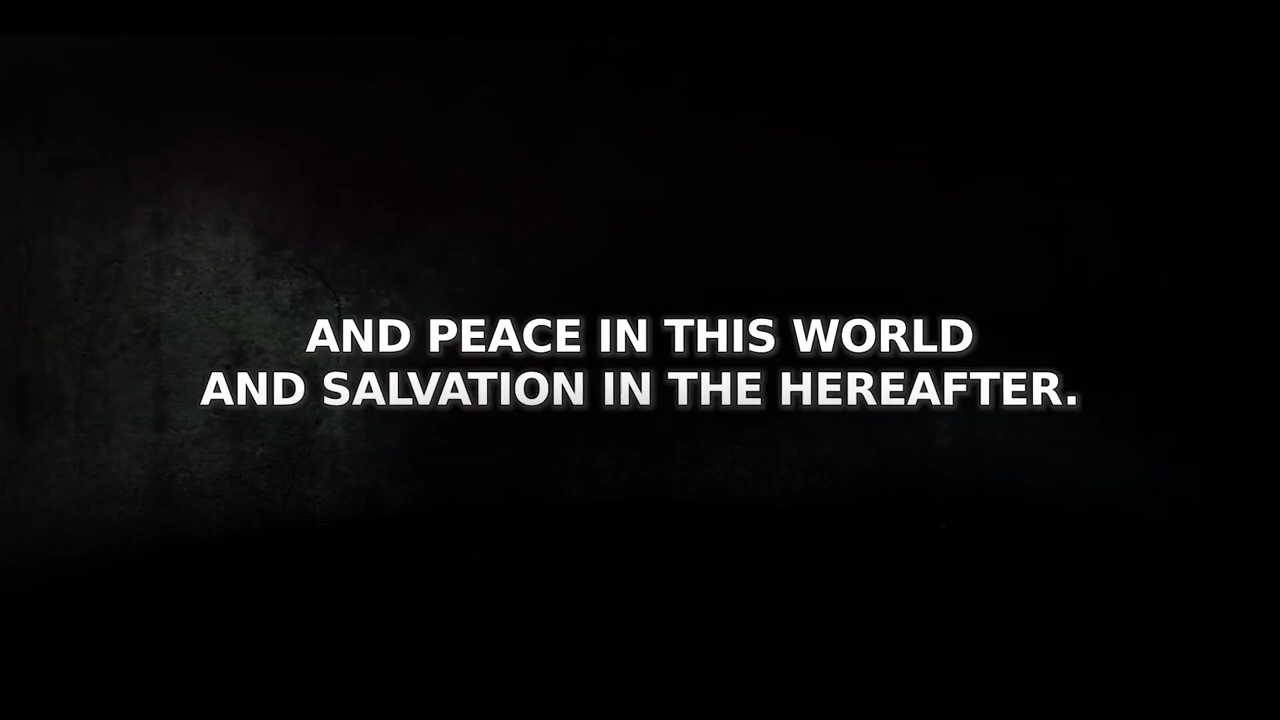 AND PEACE IN THIS WORLD
AND SALVATION IN THE HEREAFTER.